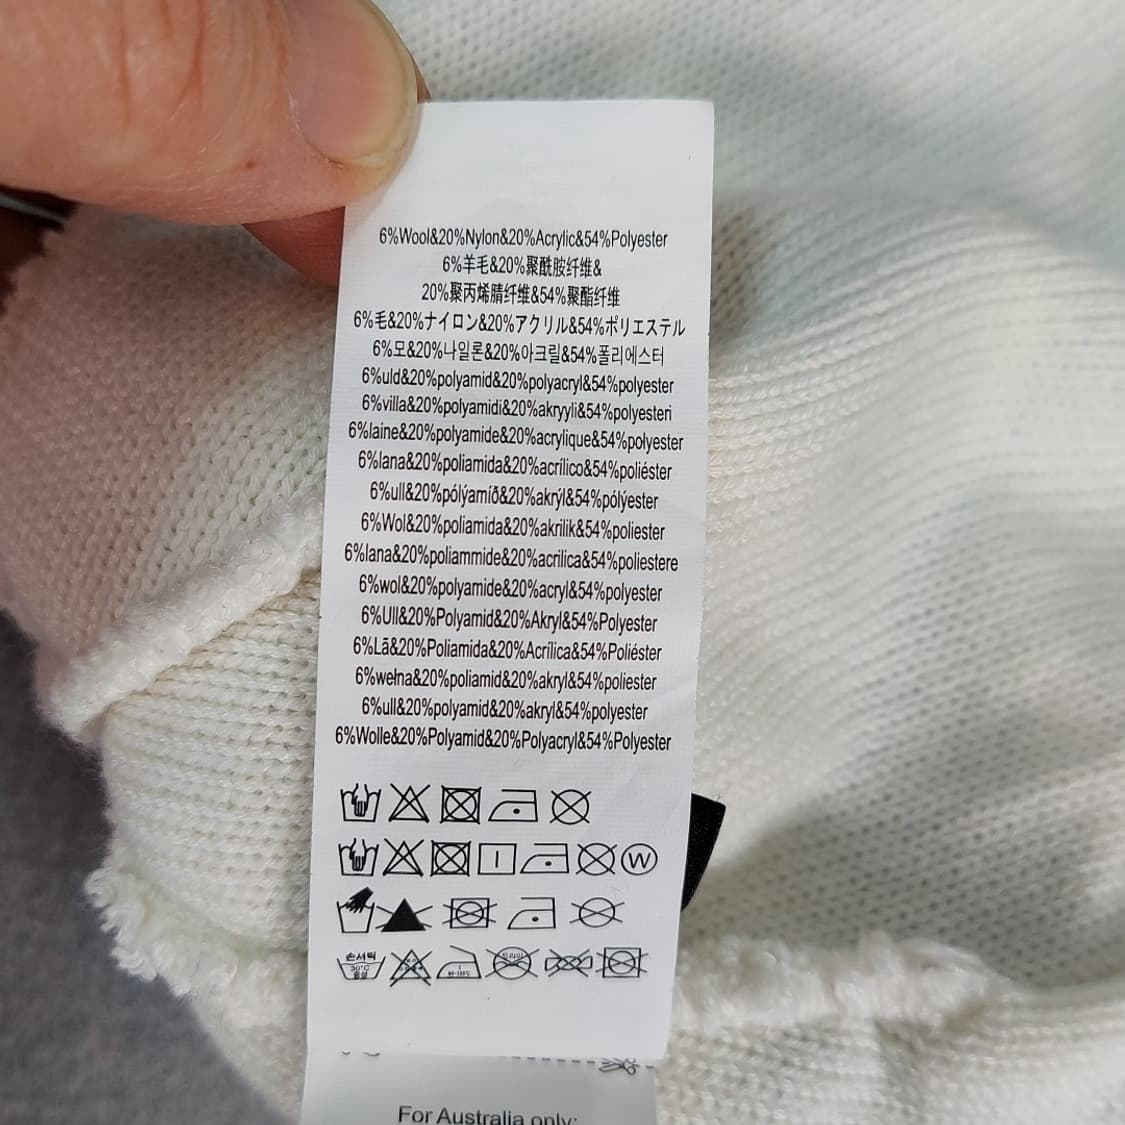 6%Wool&20%Nylon&20%Acrylic&54%Polyester
6%羊毛&20%聚酰胺纤维&
20%聚丙烯腈纤维&54%聚酯纤维
6%毛&20%ナイロン&20%アクリル&54%ポリエステル
6%모&20%나일론&20%아크릴&54%폴리에스터
6%uld&20%polyamid&20%polyacryl&54%polyester
6%villa&20%polyamidi&20%akryyli&54%polyesteri
6%laine&20%polyamide&20%acrylique&54%polyester
6%lana&20%poliamida&20%acrílico&54%poliéster
6%ull&20%pólýamíð&20%akrýl&54%pólýester
6%Wol&20%poliamida&20%akrilik&54%poliester
6%lana&20%poliammide&20%acrilica&54%poliestere
6%wol&20%polyamide&20%acryl&54%polyester
6%Ull&20%Polyamid&20%Akryl&54%Polyester
6%Lã&20%Poliamida&20%Acrílica&54%Poliéster
6%wełna&20%poliamid&20%akryl&54%poliester
6%ull&20%polyamid&20%akryl&54%polyester
6%Wolle&20%Polyamid&20%Polyacryl&54%Polyester
W
손세탁
30°C
중성
드라이
For Australia only: